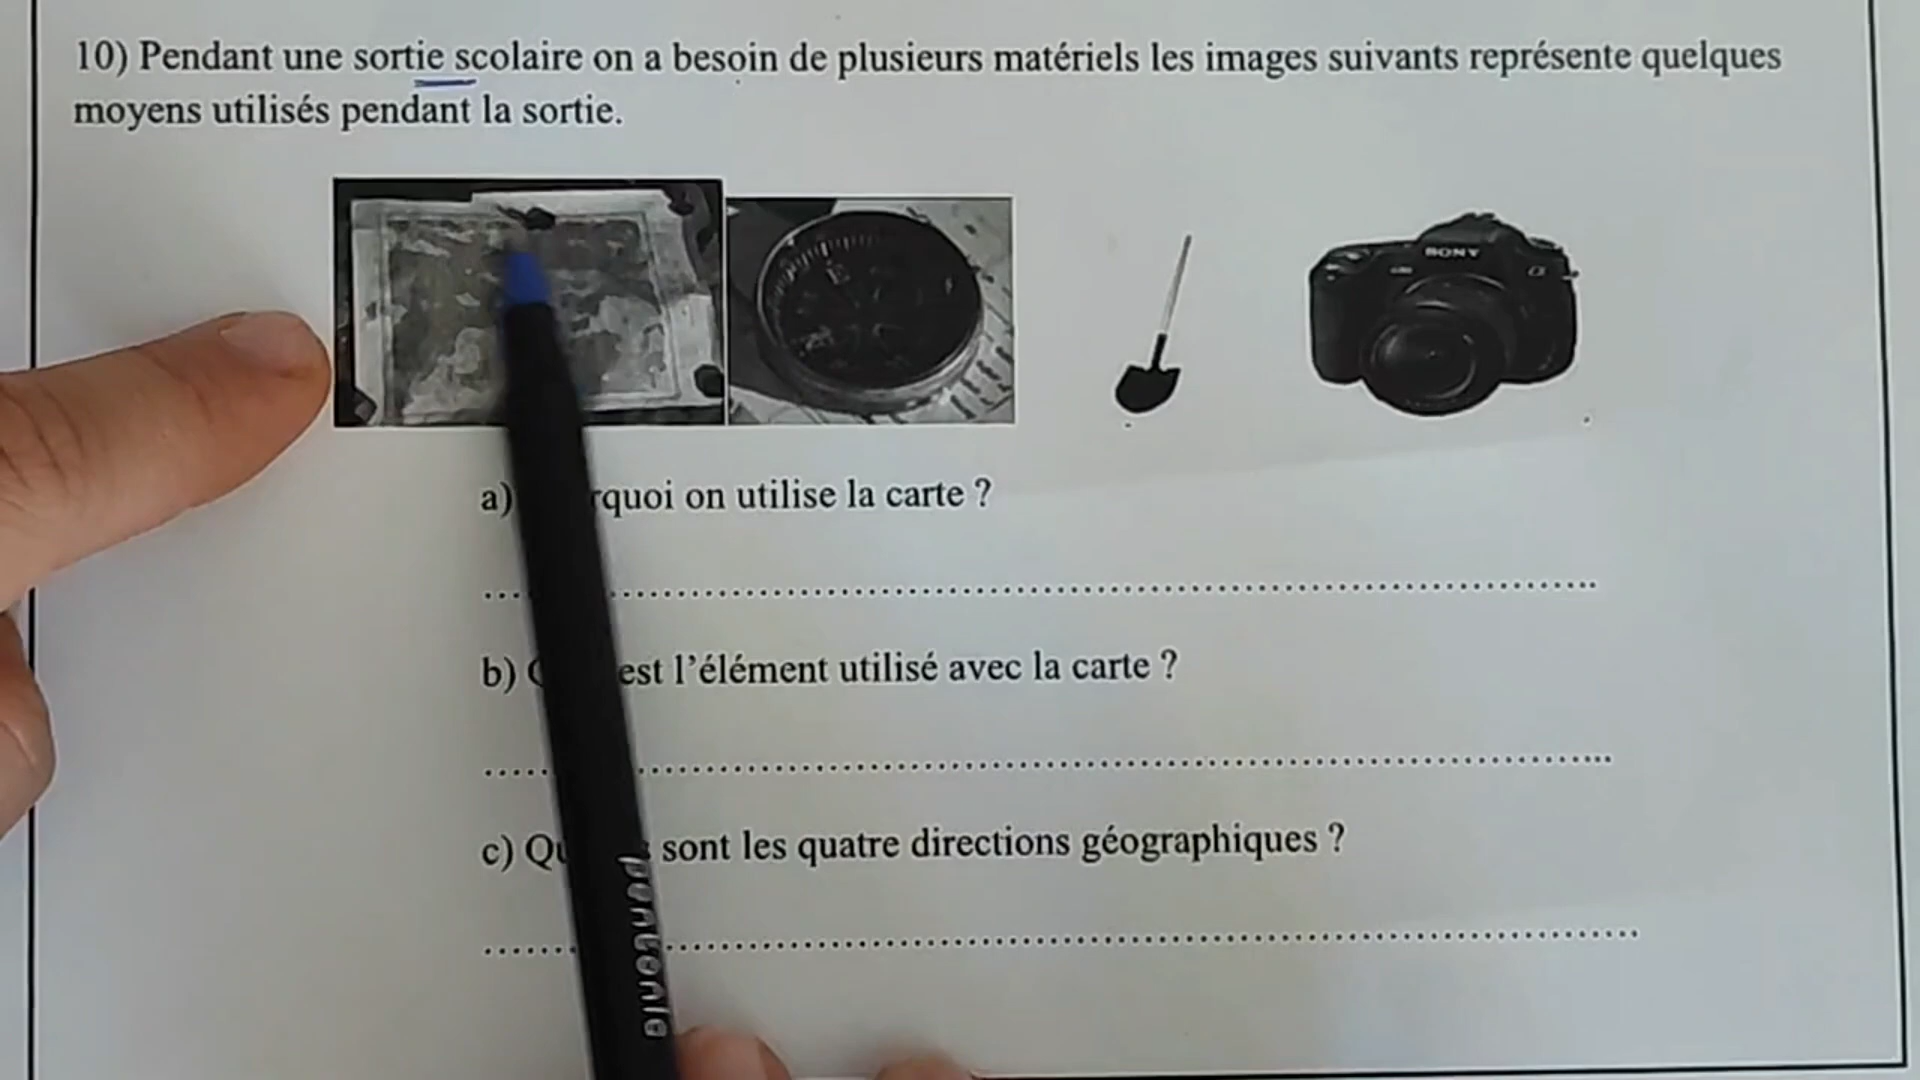 10) Pendant une sortie scolaire on a besoin de plusieurs matériels les images suivants représente quelques
moyens utilisés pendant la sortie.
SONY
α
a) rquoi on utilise la carte ?
b) est l’élément utilisé avec la carte ?
c) Qu s sont les quatre directions géographiques ?
pentonic